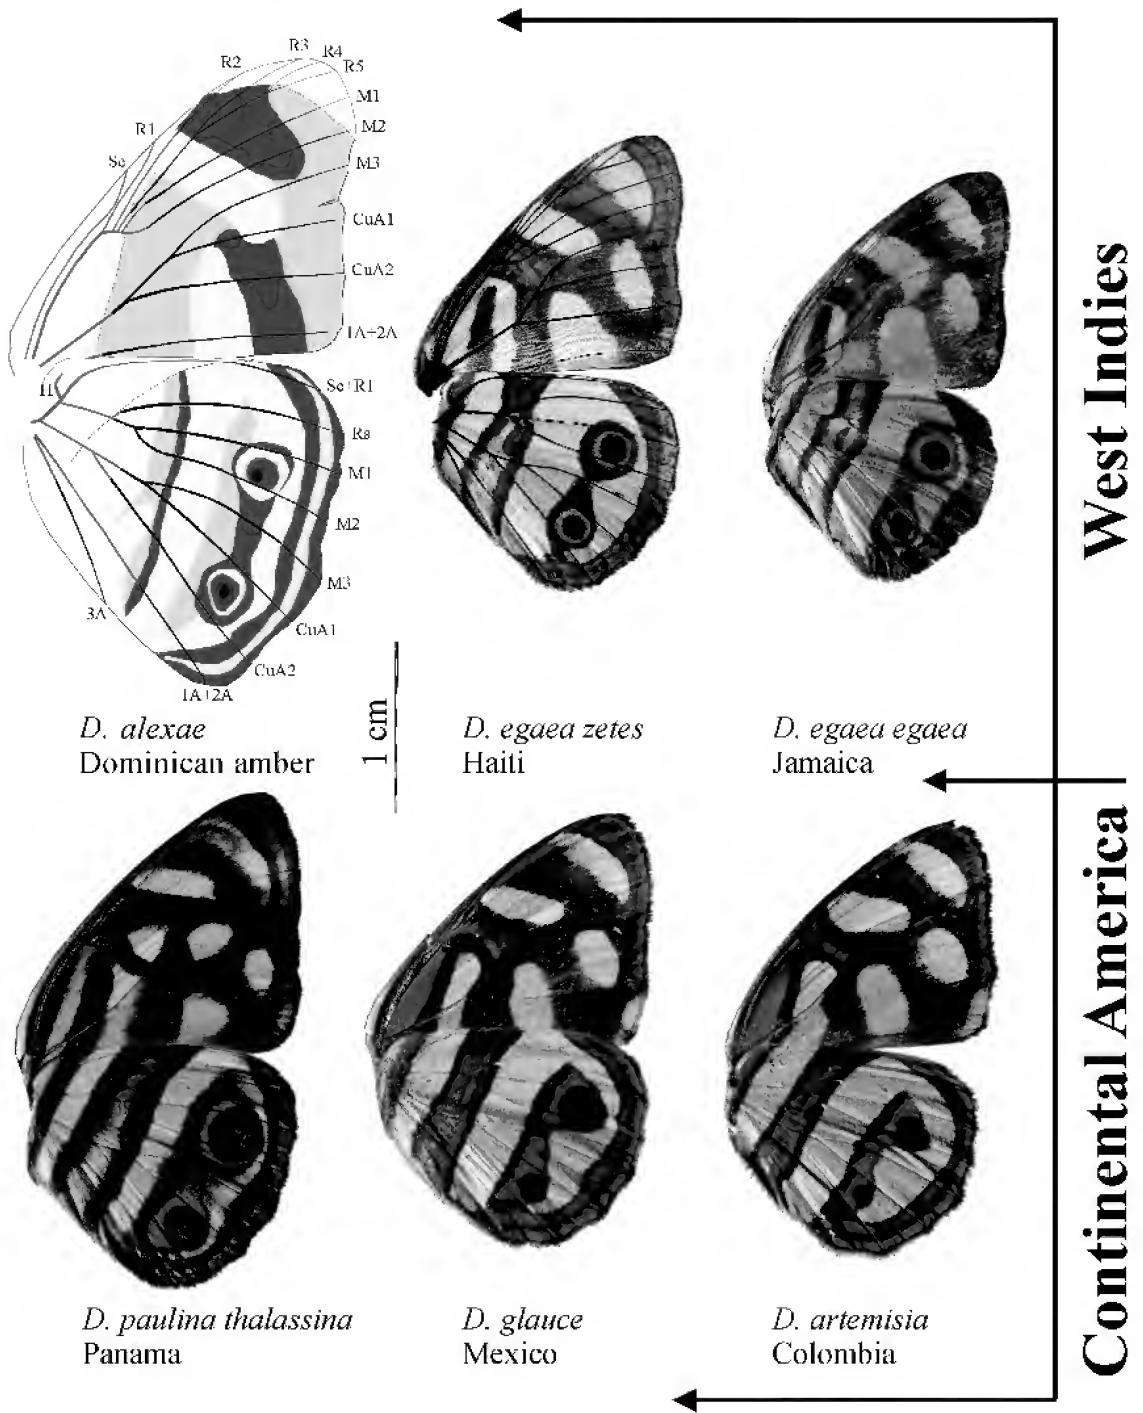 R3
R4
R2
R5
M1
R1
M2
Sc
M3
CuA1
CuA2
1A+2A
H
Sc+R1
Rs
M1
M2
M3
3A
CuA1
CuA2
1A+2A
1 cm
D. alexae
Dominican amber
D. egaea zetes
Haiti
D. egaea egaea
Jamaica
West Indies
D. paulina thalassina
Panama
D. glauce
Mexico
D. artemisia
Colombia
Continental America